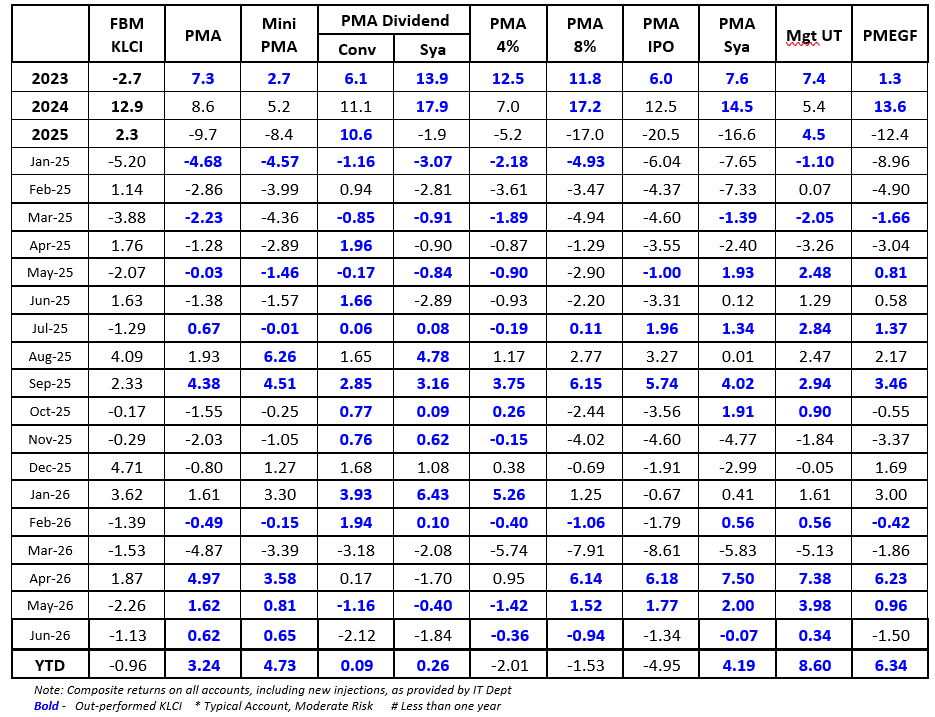 FBM KLCI PMA Mini PMA PMA Dividend PMA 4% PMA 8% PMA IPO PMA Sya Mgt UT PMEGF
Conv Sya
2023 -2.7 7.3 2.7 6.1 13.9 12.5 11.8 6.0 7.6 7.4 1.3
2024 12.9 8.6 5.2 11.1 17.9 7.0 17.2 12.5 14.5 5.4 13.6
2025 2.3 -9.7 -8.4 10.6 -1.9 -5.2 -17.0 -20.5 -16.6 4.5 -12.4
Jan-25 -5.20 -4.68 -4.57 -1.16 -3.07 -2.18 -4.93 -6.04 -7.65 -1.10 -8.96
Feb-25 1.14 -2.86 -3.99 0.94 -2.81 -3.61 -3.47 -4.37 -7.33 0.07 -4.90
Mar-25 -3.88 -2.23 -4.36 -0.85 -0.91 -1.89 -4.94 -4.60 -1.39 -2.05 -1.66
Apr-25 1.76 -1.28 -2.89 1.96 -0.90 -0.87 -1.29 -3.55 -2.40 -3.26 -3.04
May-25 -2.07 -0.03 -1.46 -0.17 -0.84 -0.90 -2.90 -1.00 1.93 2.48 0.81
Jun-25 1.63 -1.38 -1.57 1.66 -2.89 -0.93 -2.20 -3.31 0.12 1.29 0.58
Jul-25 -1.29 0.67 -0.01 0.06 0.08 -0.19 0.11 1.96 1.34 2.84 1.37
Aug-25 4.09 1.93 6.26 1.65 4.78 1.17 2.77 3.27 0.01 2.47 2.17
Sep-25 2.33 4.38 4.51 2.85 3.16 3.75 6.15 5.74 4.02 2.94 3.46
Oct-25 -0.17 -1.55 -0.25 0.77 0.09 0.26 -2.44 -3.56 1.91 0.90 -0.55
Nov-25 -0.29 -2.03 -1.05 0.76 0.62 -0.15 -4.02 -4.60 -4.77 -1.84 -3.37
Dec-25 4.71 -0.80 1.27 1.68 1.08 0.38 -0.69 -1.91 -2.99 -0.05 1.69
Jan-26 3.62 1.61 3.30 3.93 6.43 5.26 1.25 -0.67 0.41 1.61 3.00
Feb-26 -1.39 -0.49 -0.15 1.94 0.10 -0.40 -1.06 -1.79 0.56 0.56 -0.42
Mar-26 -1.53 -4.87 -3.39 -3.18 -2.08 -5.74 -7.91 -8.61 -5.83 -5.13 -1.86
Apr-26 1.87 4.97 3.58 0.17 -1.70 0.95 6.14 6.18 7.50 7.38 6.23
May-26 -2.26 1.62 0.81 -1.16 -0.40 -1.42 1.52 1.77 2.00 3.98 0.96
Jun-26 -1.13 0.62 0.65 -2.12 -1.84 -0.36 -0.94 -1.34 -0.07 0.34 -1.50
YTD -0.96 3.24 4.73 0.09 0.26 -2.01 -1.53 -4.95 4.19 8.60 6.34
Note: Composite returns on all accounts, including new injections, as provided by IT Dept
Bold - Out-performed KLCI * Typical Account, Moderate Risk # Less than one year